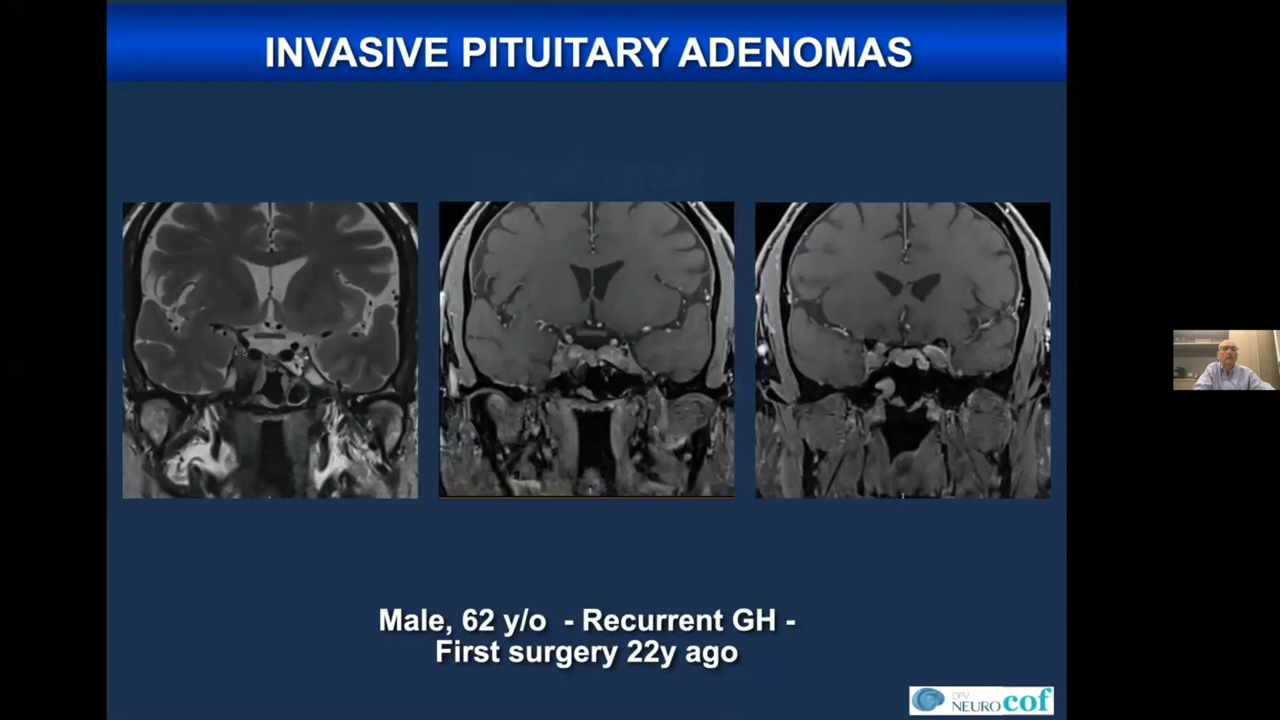 INVASIVE PITUITARY ADENOMAS
Male, 62 y/o - Recurrent GH -
First surgery 22y ago
NEURO cof